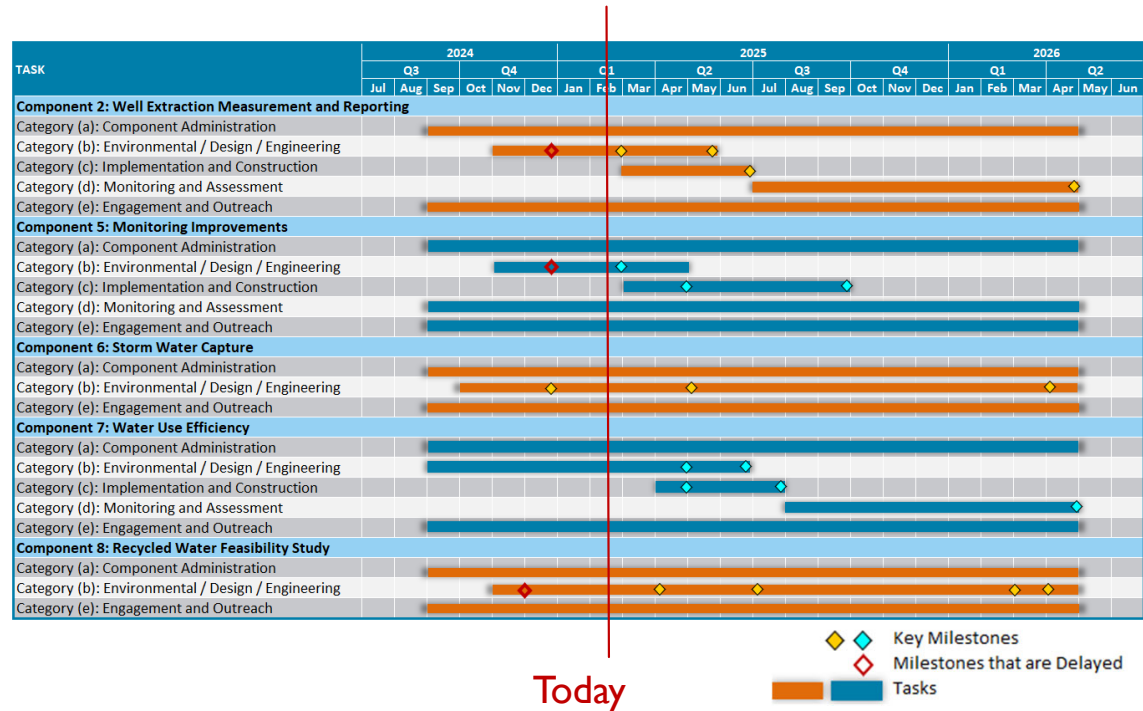 2024 2025 2026
TASK Q3 Q4 Q1 Q2 Q3 Q4 Q1 Q2
Jul Aug Sep Oct Nov Dec Jan Feb Mar Apr May Jun Jul Aug Sep Oct Nov Dec Jan Feb Mar Apr May Jun
Component 2: Well Extraction Measurement and Reporting
Category (a): Component Administration
Category (b): Environmental / Design / Engineering
Category (c): Implementation and Construction
Category (d): Monitoring and Assessment
Category (e): Engagement and Outreach
Component 5: Monitoring Improvements
Category (a): Component Administration
Category (b): Environmental / Design / Engineering
Category (c): Implementation and Construction
Category (d): Monitoring and Assessment
Category (e): Engagement and Outreach
Component 6: Storm Water Capture
Category (a): Component Administration
Category (b): Environmental / Design / Engineering
Category (e): Engagement and Outreach
Component 7: Water Use Efficiency
Category (a): Component Administration
Category (b): Environmental / Design / Engineering
Category (c): Implementation and Construction
Category (d): Monitoring and Assessment
Category (e): Engagement and Outreach
Component 8: Recycled Water Feasibility Study
Category (a): Component Administration
Category (b): Environmental / Design / Engineering
Category (e): Engagement and Outreach
Key Milestones
Milestones that are Delayed
Tasks
Today